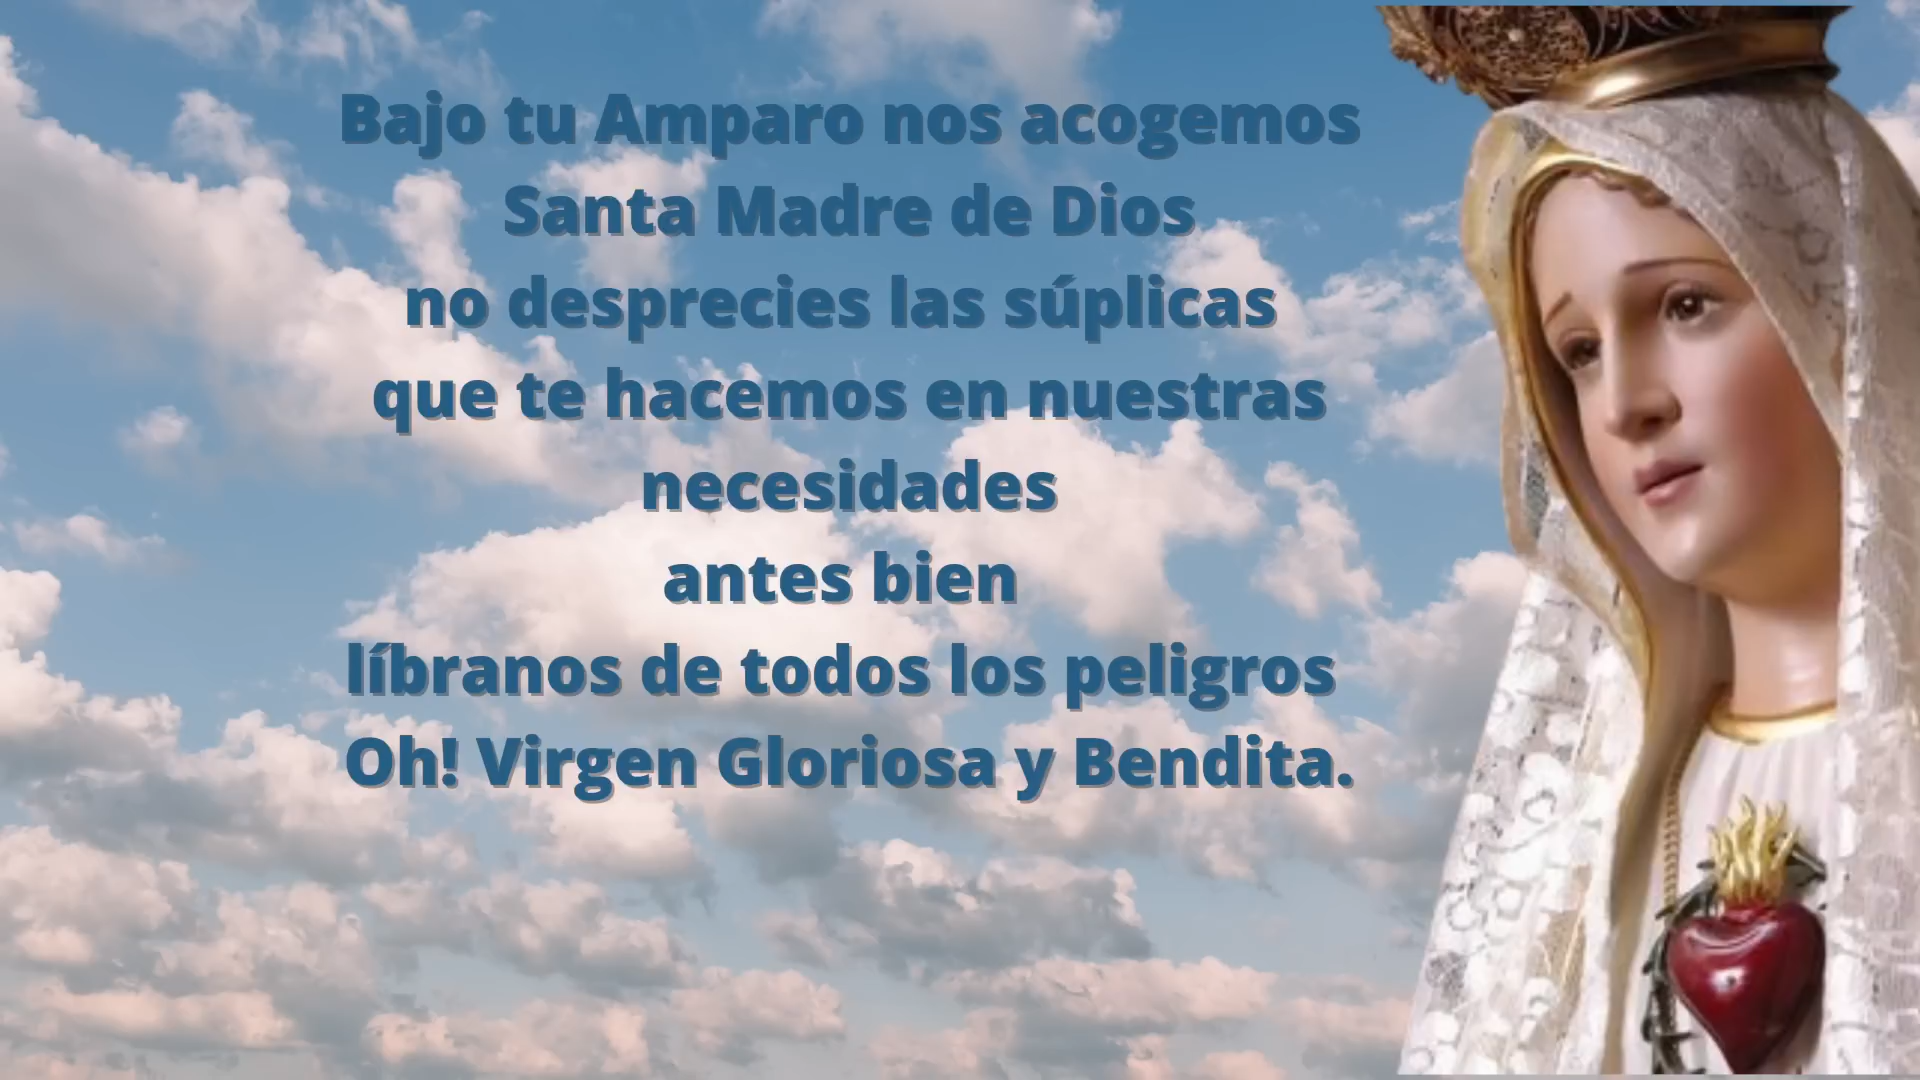 Bajo tu Amparo nos acogemos
Santa Madre de Dios
no desprecies las súplicas
que te hacemos en nuestras
necesidades
antes bien
líbranos de todos los peligros
Oh! Virgen Gloriosa y Bendita.